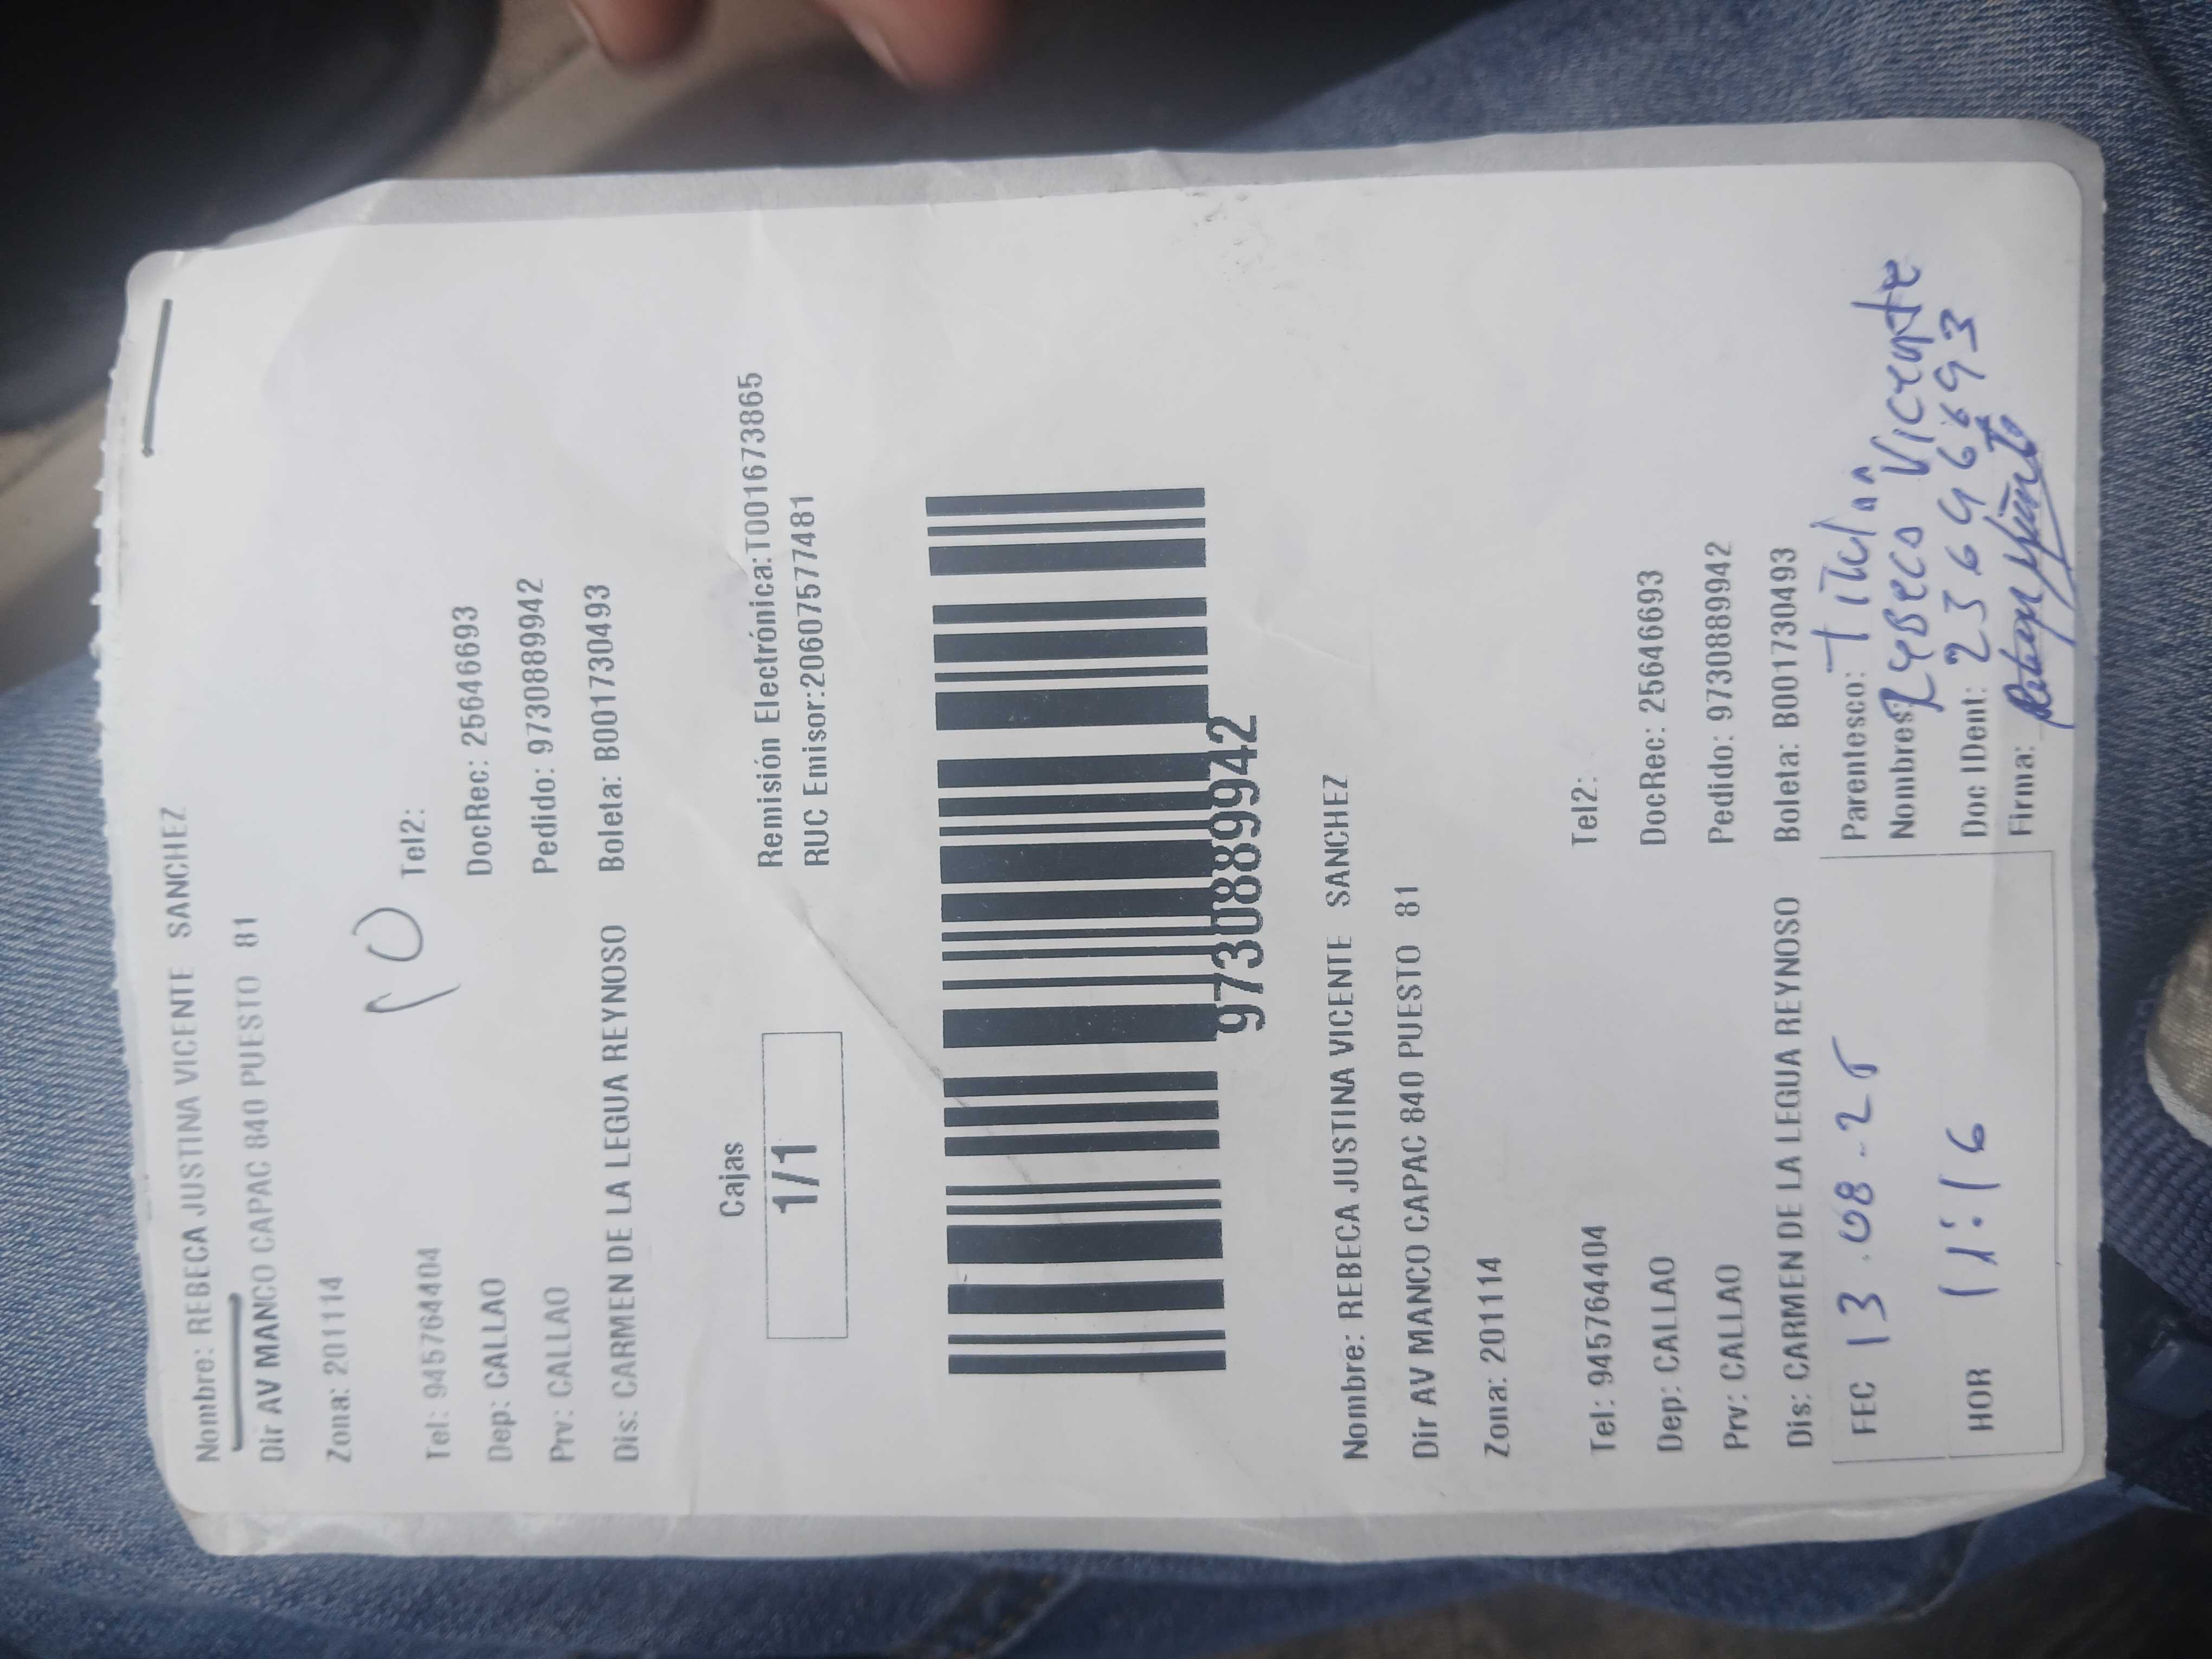 Nombre: REBECA JUSTINA VICENTE SANCHEZ
Dir AV MANCO CAPAC 840 PUESTO 81
Zona: 201114
Tel: 945764404 Tel2:
Dep: CALLAO DocRec: 25646693
Prv: CALLAO Pedido: 9730889942
Dis: CARMEN DE LA LEGUA REYNOSO Boleta: B001730493
Cajas
1/1
Remisión Electrónica:T001673865
RUC Emisor:20607577481
9730889942
Nombre: REBECA JUSTINA VICENTE SANCHEZ
Dir AV MANCO CAPAC 840 PUESTO 81
Zona: 201114
Tel: 945764404 Tel2:
Dep: CALLAO DocRec: 25646693
Prv: CALLAO Pedido: 9730889942
Dis: CARMEN DE LA LEGUA REYNOSO Boleta: B001730493
FEC 13.08-25
HOR 11:16
Parentesco: Titular
Nombres: Rebeca Vicente
Doc IDent:
Firma: